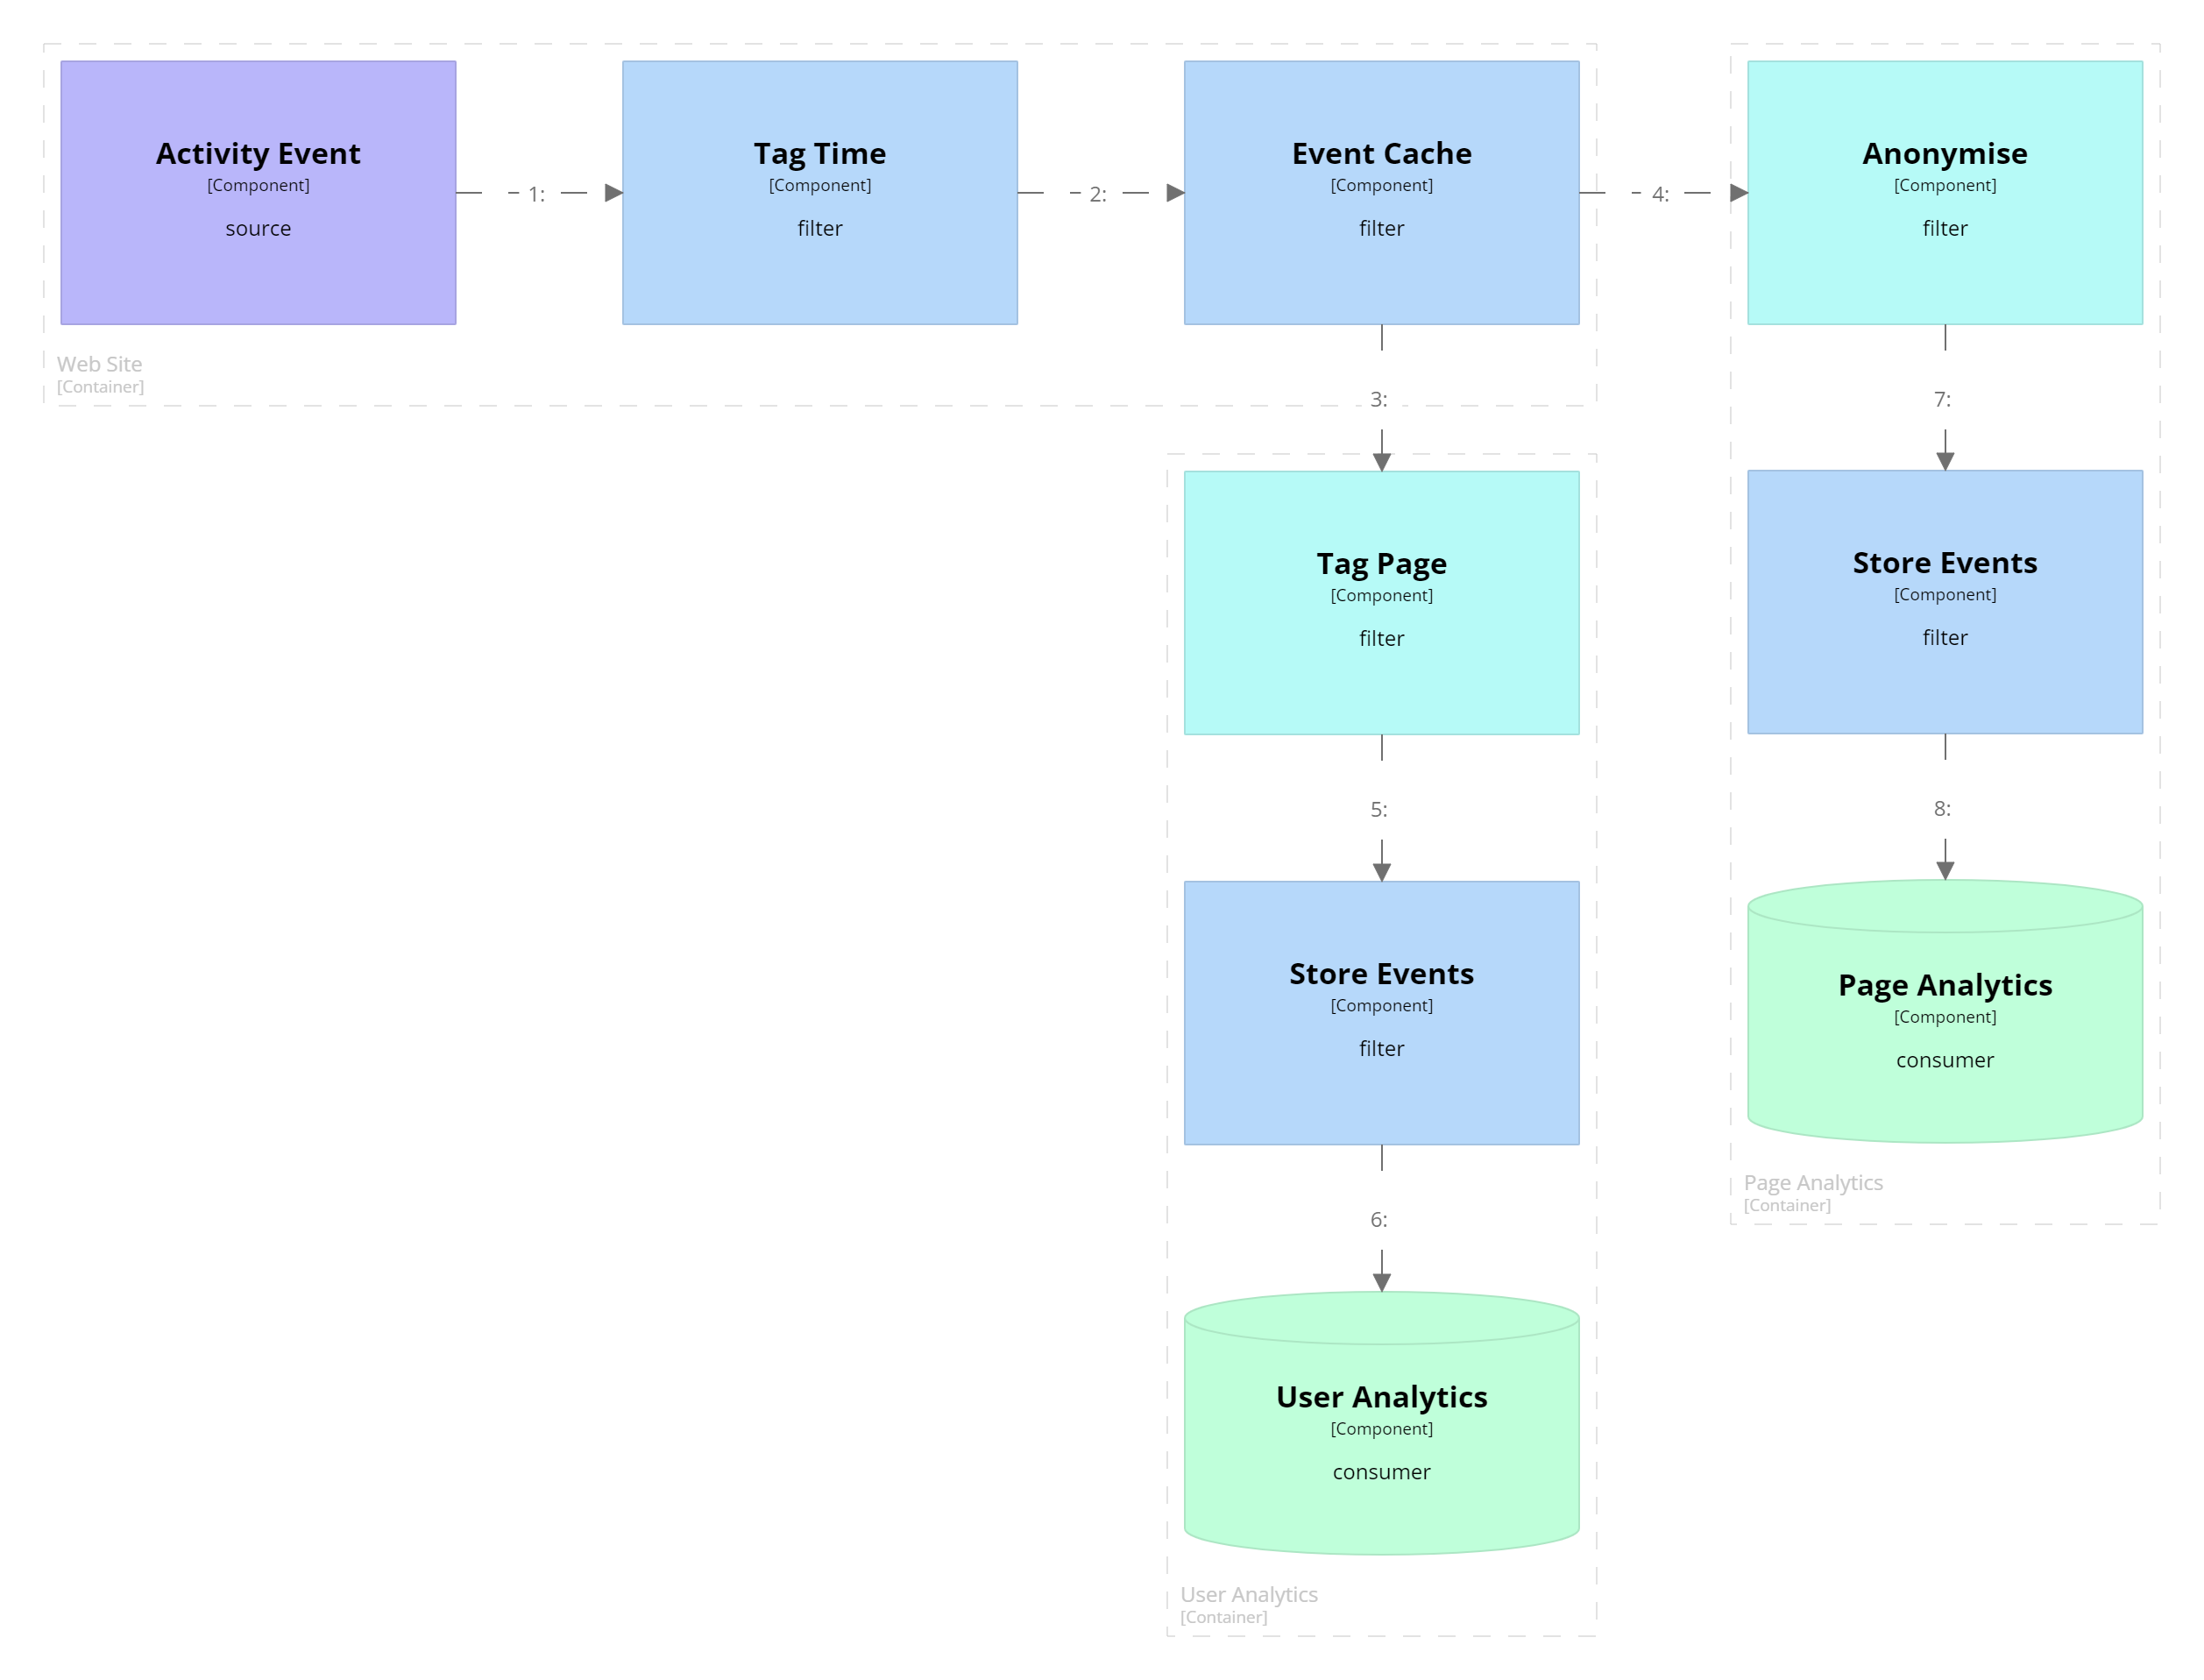 Activity Event
[Component]
source
1:
Tag Time
[Component]
filter
2:
Event Cache
[Component]
filter
4:
Anonymise
[Component]
filter
Web Site
[Container]
3:
7:
Tag Page
[Component]
filter
Store Events
[Component]
filter
5:
8:
Store Events
[Component]
filter
Page Analytics
[Component]
consumer
Page Analytics
[Container]
6:
User Analytics
[Component]
consumer
User Analytics
[Container]